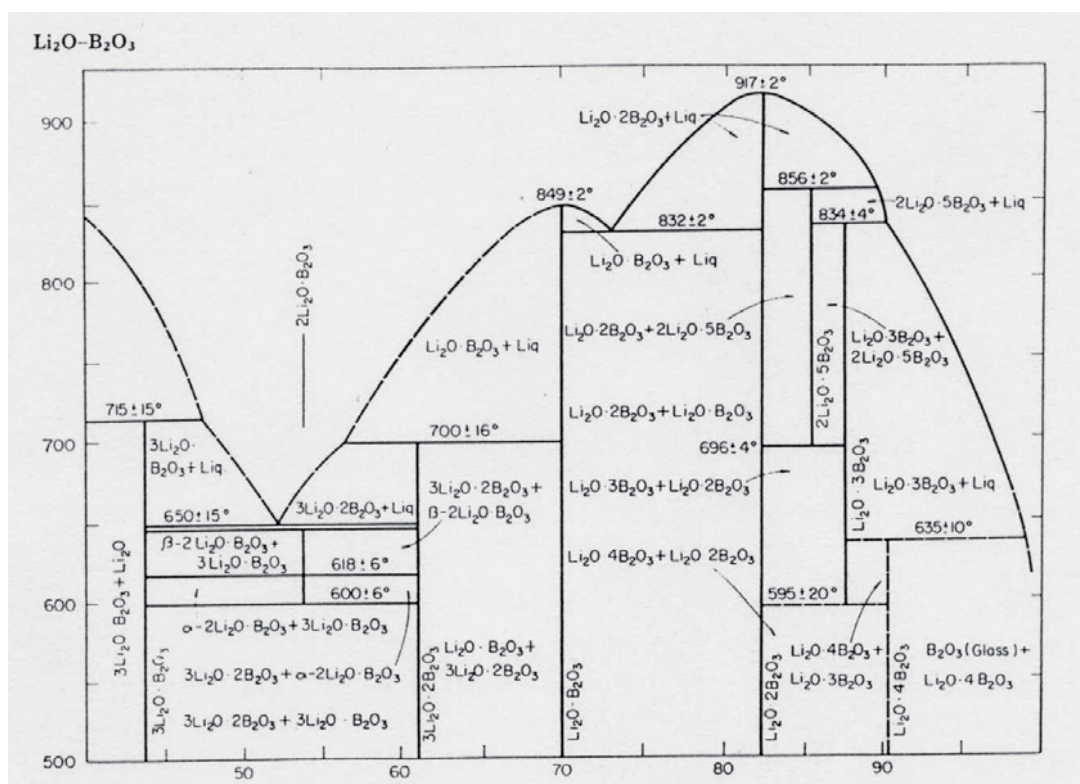 Li₂O–B₂O₃
917±2°
900
Li₂O·2B₂O₃+Liq
856±2°
849±2°
834±4°
2Li₂O·5B₂O₃ + Liq
832±2°
Li₂O·B₂O₃ + Liq
800
2Li₂O·B₂O₃
Li₂O·2B₂O₃+2Li₂O·5B₂O₃
Li₂O·B₂O₃+Liq
2Li₂O·5B₂O₃
Li₂O·3B₂O₃+
2Li₂O·5B₂O₃
715±15°
Li₂O·2B₂O₃+Li₂O·B₂O₃
700
700±16°
696±4°
3Li₂O·
B₂O₃+Liq
3Li₂O·2B₂O₃+
β-2Li₂O·B₂O₃
Li₂O·3B₂O₃+Li₂O·2B₂O₃
Li₂O·3B₂O₃
Li₂O·3B₂O₃+Liq
3Li₂O·2B₂O₃+Liq
650±15°
635±10°
β-2Li₂O·B₂O₃+
3Li₂O·B₂O₃
Li₂O 4B₂O₃+Li₂O 2B₂O₃
618±6°
600
600±6°
595±20°
3Li₂O B₂O₃+Li₂O
α-2Li₂O·B₂O₃+3Li₂O·B₂O₃
Li₂O·B₂O₃+
3Li₂O·2B₂O₃
Li₂O·4B₂O₃+
Li₂O·3B₂O₃
B₂O₃(Glass)+
Li₂O·4B₂O₃
3Li₂O·2B₂O₃+α-2Li₂O·B₂O₃
3Li₂O·B₂O₃
3Li₂O·2B₂O₃
Li₂O·B₂O₃
Li₂O·2B₂O₃
Li₂O·4B₂O₃
3Li₂O·2B₂O₃+3Li₂O·B₂O₃
500
50
60
70
80
90